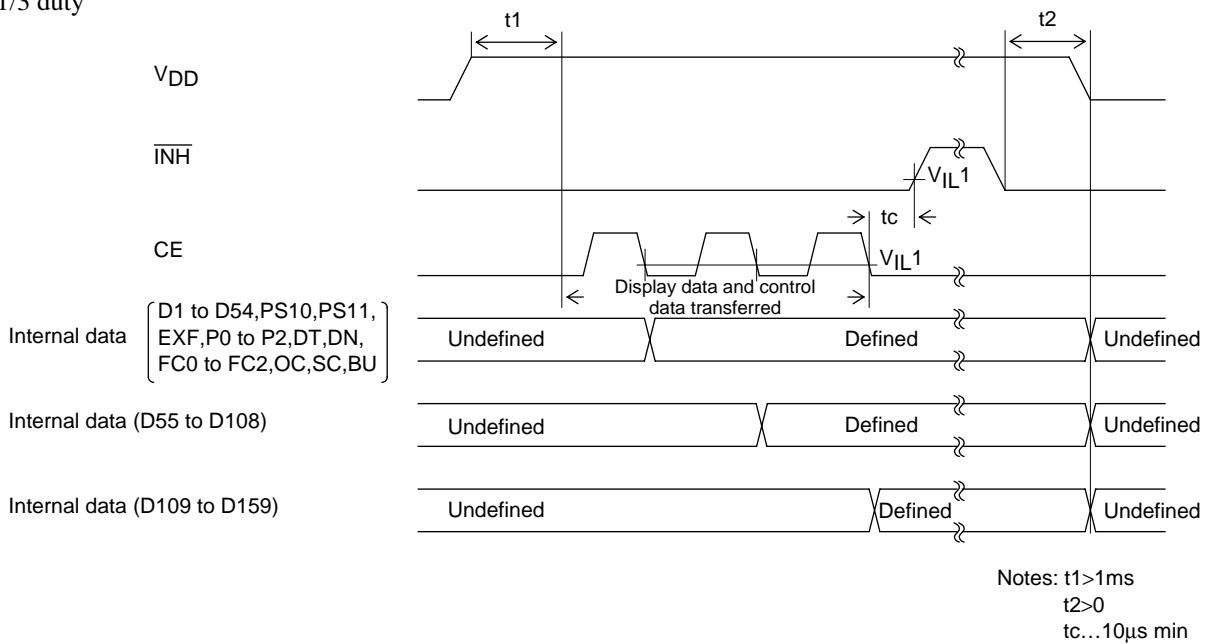 1/3 duty
t1
t2
VDD
INH
VIL1
tc
CE
VIL1
Display data and control
data transferred
Internal data
D1 to D54,PS10,PS11,
EXF,P0 to P2,DT,DN,
FC0 to FC2,OC,SC,BU
Undefined
Defined
Undefined
Internal data (D55 to D108)
Undefined
Defined
Undefined
Internal data (D109 to D159)
Undefined
Defined
Undefined
Notes: t1>1ms
t2>0
tc…10μs min